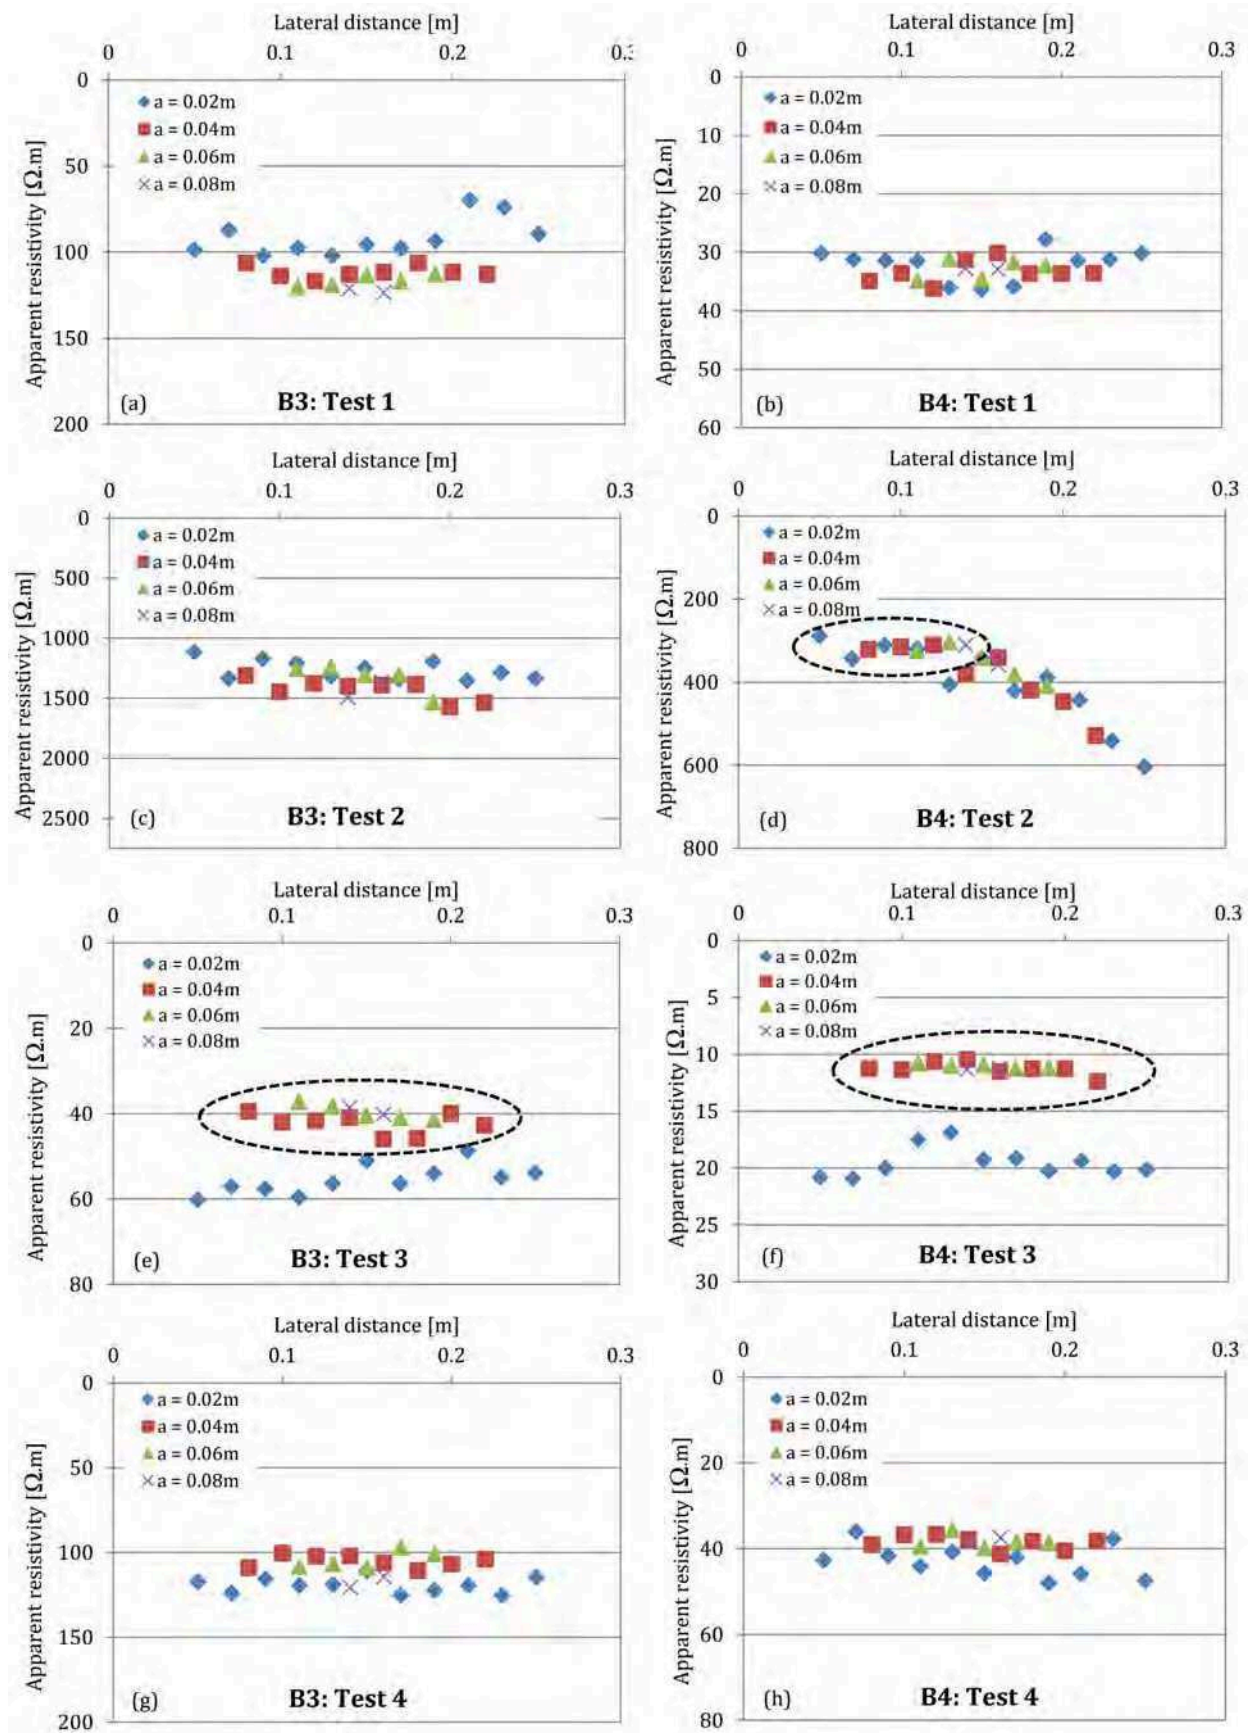 Lateral distance [m]
0 0.1 0.2 0.3
0
50
100
150
200
Apparent resistivity [Ω.m]
a = 0.02m
a = 0.04m
a = 0.06m
a = 0.08m
(a) B3: Test 1
Lateral distance [m]
0 0.1 0.2 0.3
0
10
20
30
40
50
60
Apparent resistivity [Ω.m]
a = 0.02m
a = 0.04m
a = 0.06m
a = 0.08m
(b) B4: Test 1
Lateral distance [m]
0 0.1 0.2 0.3
0
500
1000
1500
2000
2500
Apparent resistivity [Ω.m]
a = 0.02m
a = 0.04m
a = 0.06m
a = 0.08m
(c) B3: Test 2
Lateral distance [m]
0 0.1 0.2 0.3
0
200
400
600
800
Apparent resistivity [Ω.m]
a = 0.02m
a = 0.04m
a = 0.06m
a = 0.08m
(d) B4: Test 2
Lateral distance [m]
0 0.1 0.2 0.3
0
20
40
60
80
Apparent resistivity [Ω.m]
a = 0.02m
a = 0.04m
a = 0.06m
a = 0.08m
(e) B3: Test 3
Lateral distance [m]
0 0.1 0.2 0.3
0
5
10
15
20
25
30
Apparent resistivity [Ω.m]
a = 0.02m
a = 0.04m
a = 0.06m
a = 0.08m
(f) B4: Test 3
Lateral distance [m]
0 0.1 0.2 0.3
0
50
100
150
200
Apparent resistivity [Ω.m]
a = 0.02m
a = 0.04m
a = 0.06m
a = 0.08m
(g) B3: Test 4
Lateral distance [m]
0 0.1 0.2 0.3
0
20
40
60
80
Apparent resistivity [Ω.m]
a = 0.02m
a = 0.04m
a = 0.06m
a = 0.08m
(h) B4: Test 4